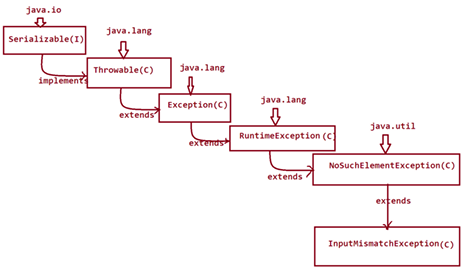 java.io
Serializable(I)
java.lang
implements
Throwable(C)
java.lang
extends
Exception(C)
java.lang
extends
RuntimeException(C)
java.util
extends
NoSuchElementException(C)
extends
InputMismatchException(C)